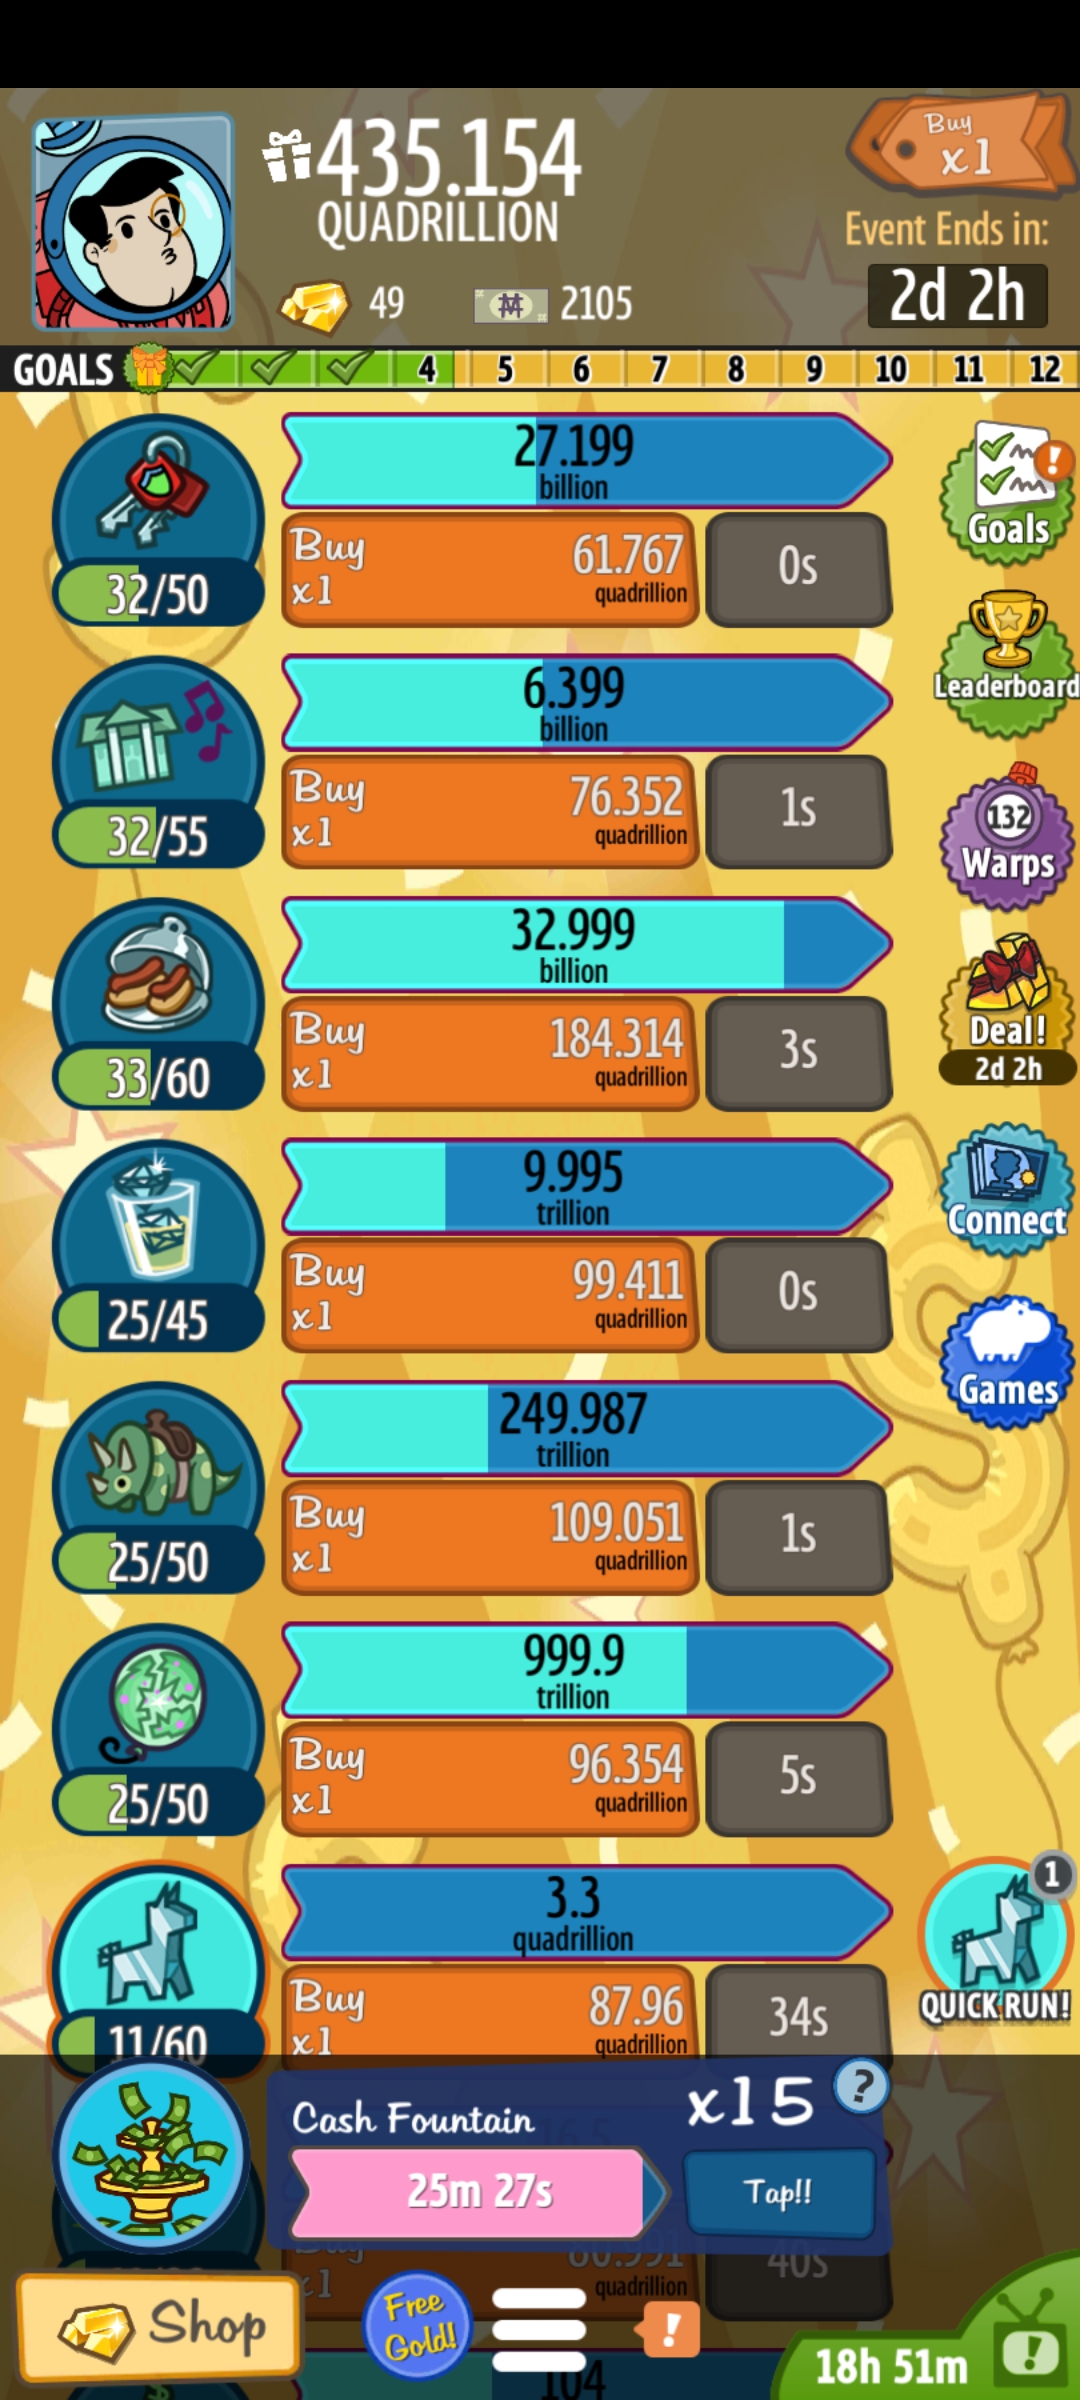 435.154
QUADRILLION
49
2105
Buy
x1
Event Ends in:
2d 2h
GOALS 4 5 6 7 8 9 10 11 12
27.199
billion
32/50
Buy
x1
61.767
quadrillion
0s
Goals
6.399
billion
32/55
Buy
x1
76.352
quadrillion
1s
Leaderboard
132
Warps
32.999
billion
33/60
Buy
x1
184.314
quadrillion
3s
Deal!
2d 2h
9.995
trillion
25/45
Buy
x1
99.411
quadrillion
0s
Connect
249.987
trillion
25/50
Buy
x1
109.051
quadrillion
1s
Games
999.9
trillion
25/50
Buy
x1
96.354
quadrillion
5s
3.3
quadrillion
11/60
Buy
x1
87.96
quadrillion
34s
1
QUICK RUN!
Cash Fountain
x15
?
25m 27s
Tap!!
Buy
x1
80.991
quadrillion
40s
Shop
Free
Gold!
!
18h 51m
104